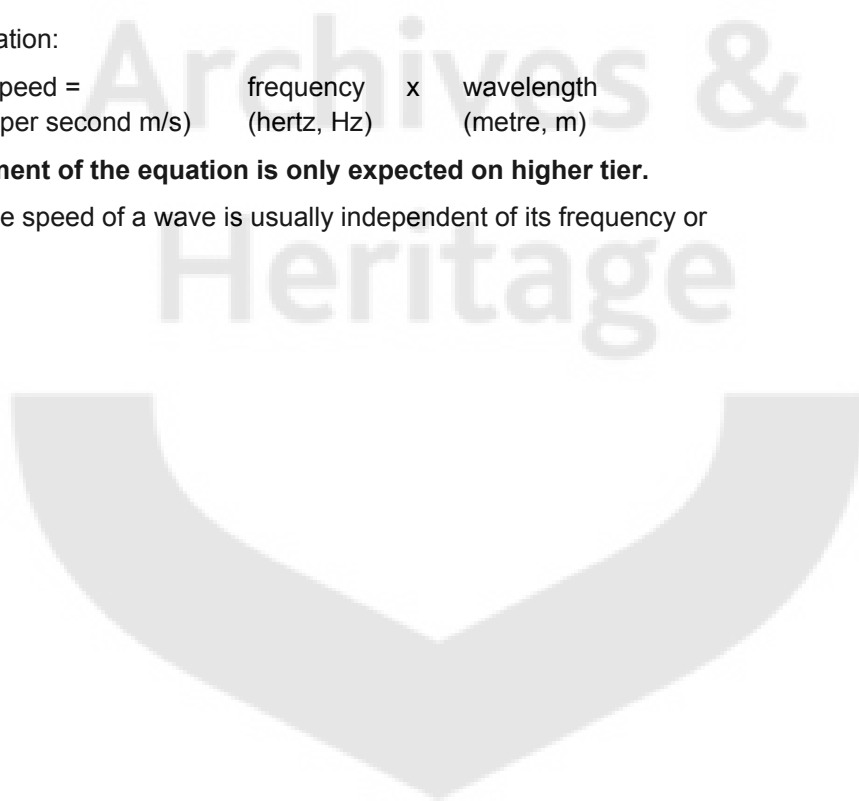 Archives &
ation:
peed = frequency x wavelength
per second m/s) (hertz, Hz) (metre, m)
ment of the equation is only expected on higher tier.
e speed of a wave is usually independent of its frequency or
Heritage